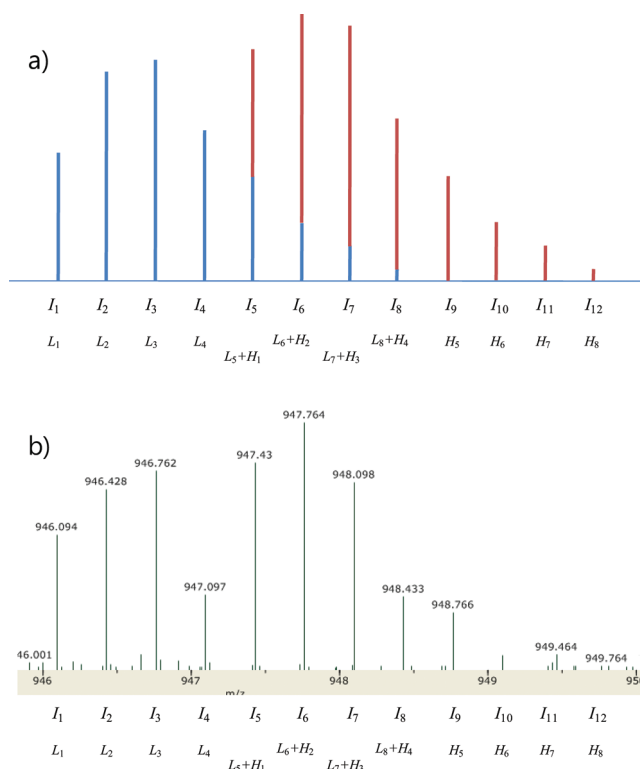 a)
I₁ I₂ I₃ I₄ I₅ I₆ I₇ I₈ I₉ I₁₀ I₁₁ I₁₂
L₁ L₂ L₃ L₄ L₅+H₁ L₆+H₂ L₇+H₃ L₈+H₄ H₅ H₆ H₇ H₈
b)
947.764
947.43
946.762
946.428
948.098
946.094
947.097
948.433
948.766
46.001
949.464
949.764
946 947 948 949 950
m/z
I₁ I₂ I₃ I₄ I₅ I₆ I₇ I₈ I₉ I₁₀ I₁₁ I₁₂
L₁ L₂ L₃ L₄ L₅+H₁ L₆+H₂ L₇+H₃ L₈+H₄ H₅ H₆ H₇ H₈